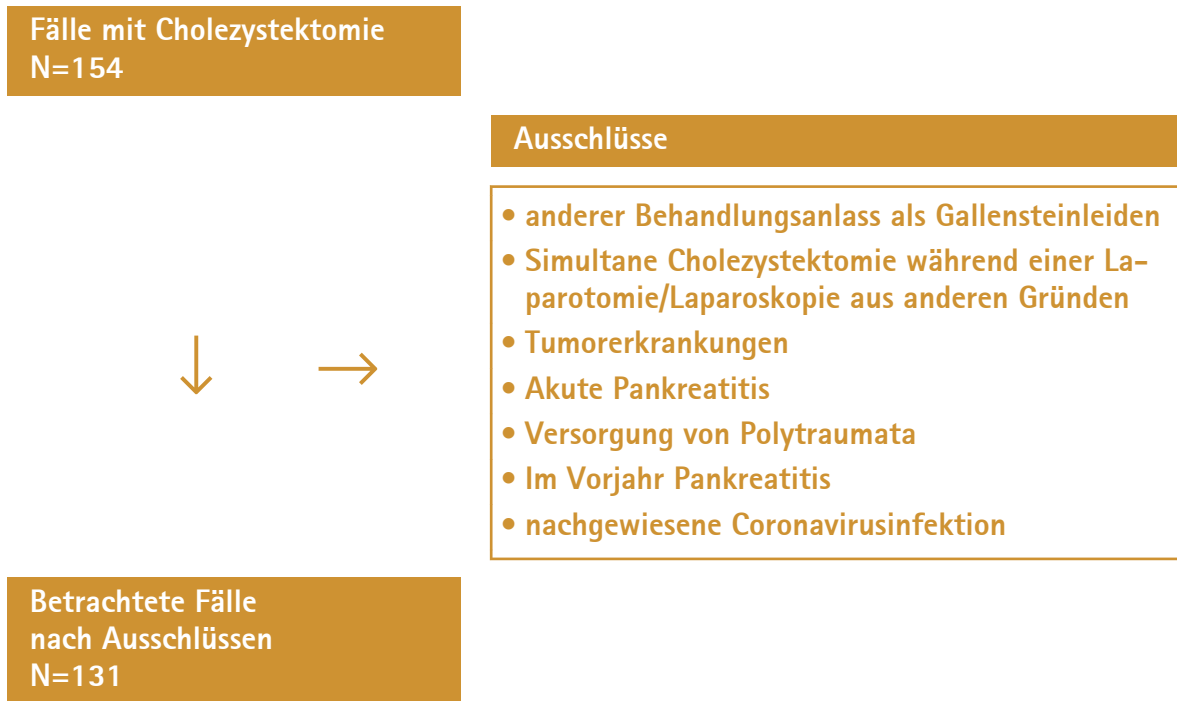 Fälle mit Cholezystektomie
N=154
Ausschlüsse
• anderer Behandlungsanlass als Gallensteinleiden
• Simultane Cholezystektomie während einer La-
parotomie/Laparoskopie aus anderen Gründen
• Tumorerkrankungen
• Akute Pankreatitis
• Versorgung von Polytraumata
• Im Vorjahr Pankreatitis
• nachgewiesene Coronavirusinfektion
Betrachtete Fälle
nach Ausschlüssen
N=131